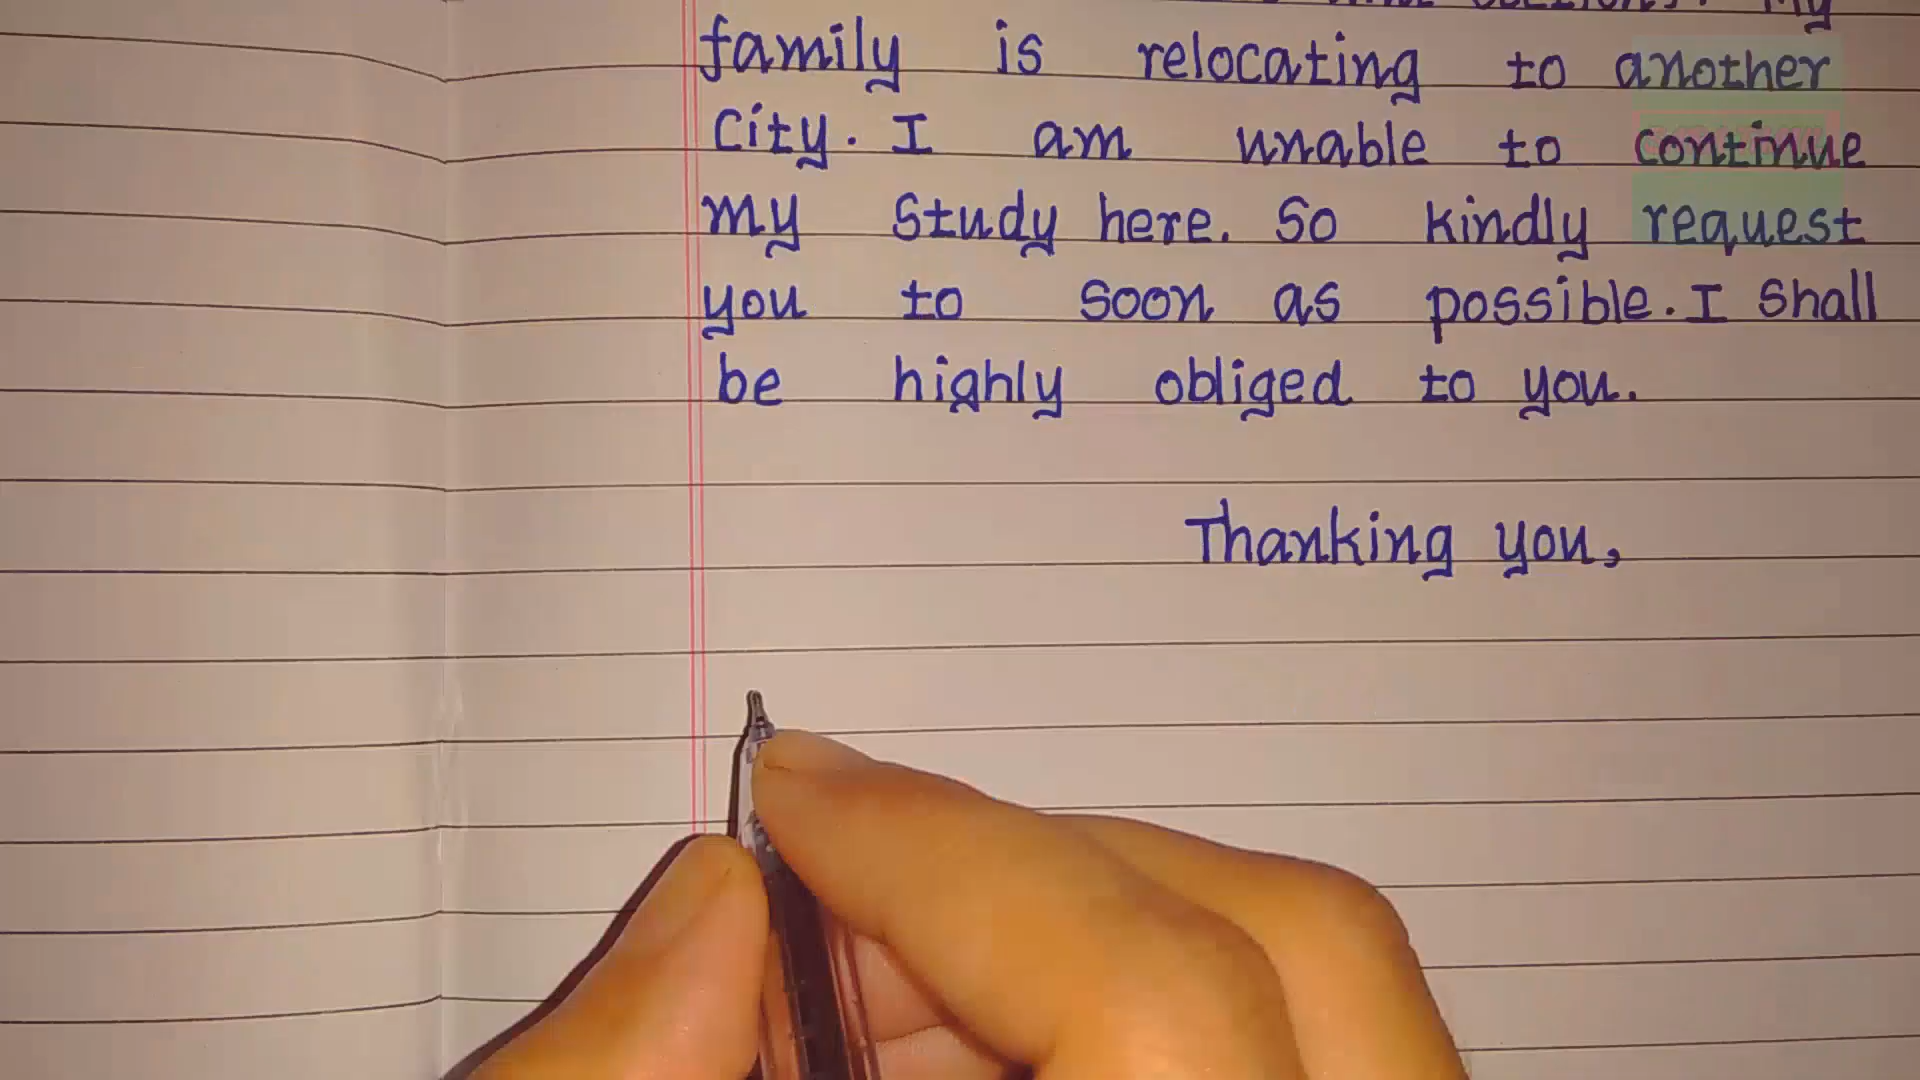 My
family is relocating to another
city. I am unable to continue
my study here. So kindly request
you to soon as possible. I shall
be highly obliged to you.
Thanking you,